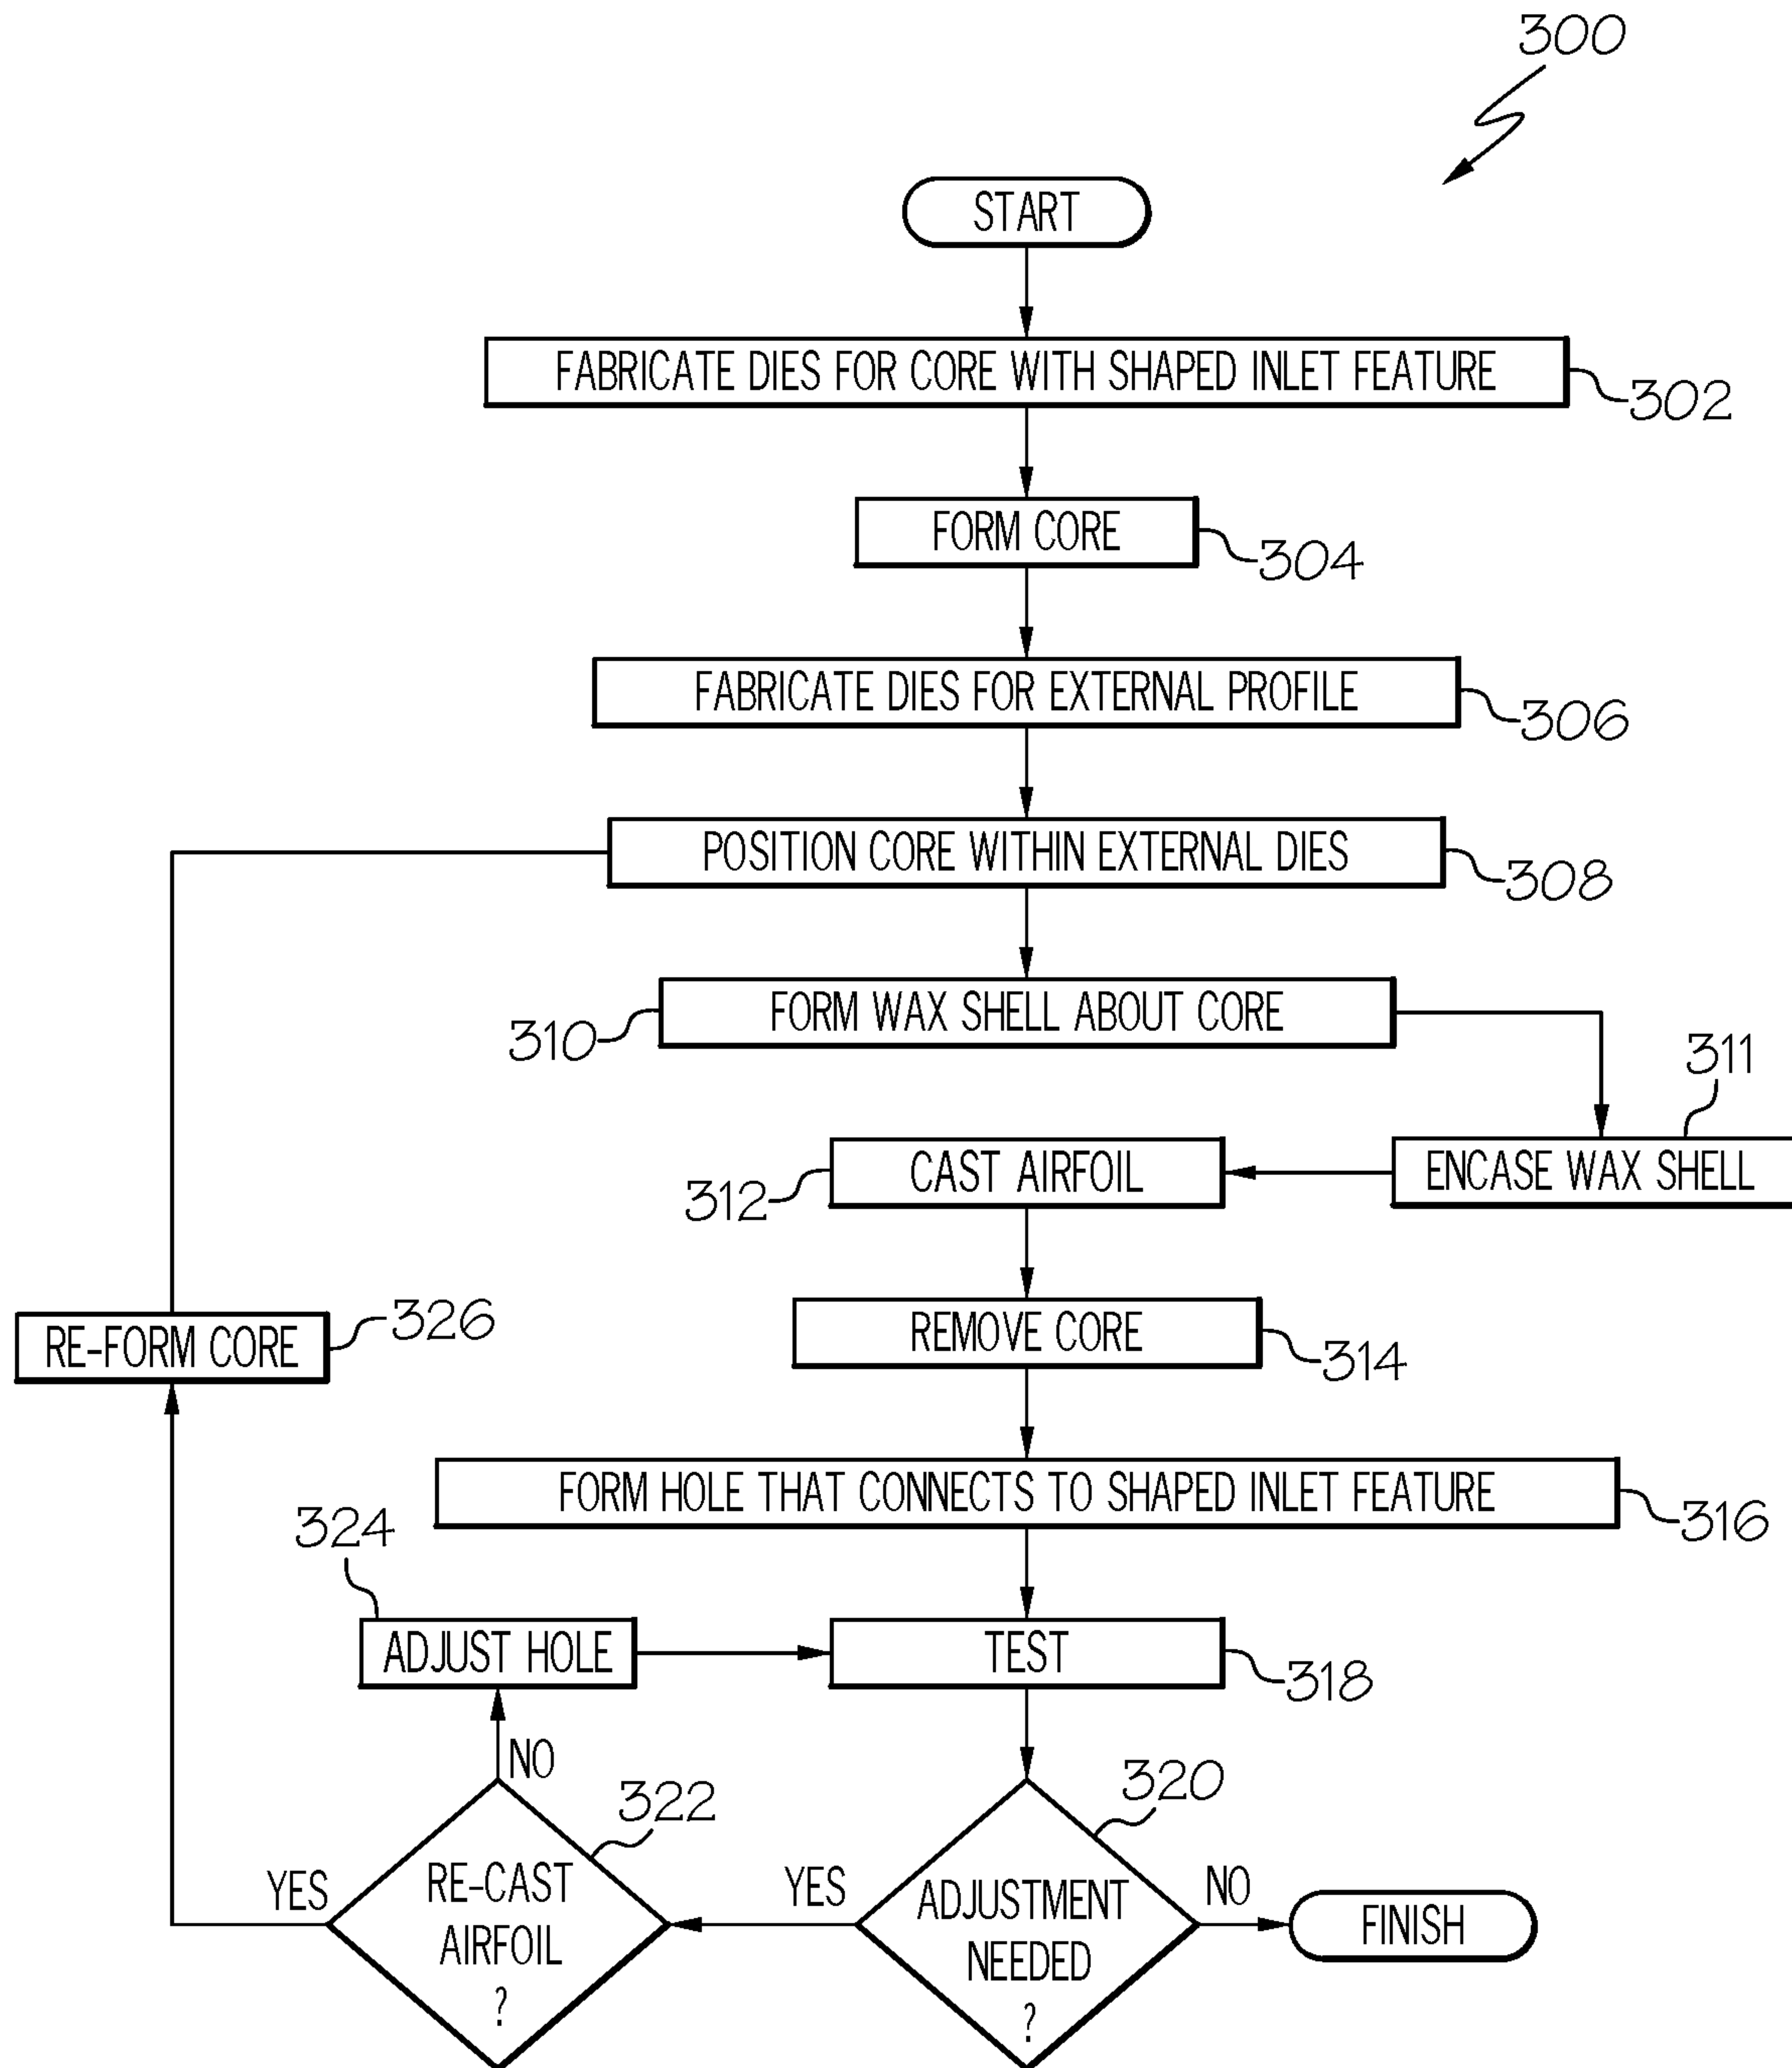 300
START
FABRICATE DIES FOR CORE WITH SHAPED INLET FEATURE
302
FORM CORE
304
FABRICATE DIES FOR EXTERNAL PROFILE
306
POSITION CORE WITHIN EXTERNAL DIES
308
FORM WAX SHELL ABOUT CORE
310
311
ENCASE WAX SHELL
CAST AIRFOIL
312
REMOVE CORE
314
RE-FORM CORE
326
FORM HOLE THAT CONNECTS TO SHAPED INLET FEATURE
316
324
ADJUST HOLE
TEST
318
NO
322
320
YES
RE-CAST
AIRFOIL
?
YES
ADJUSTMENT
NEEDED
?
NO
FINISH